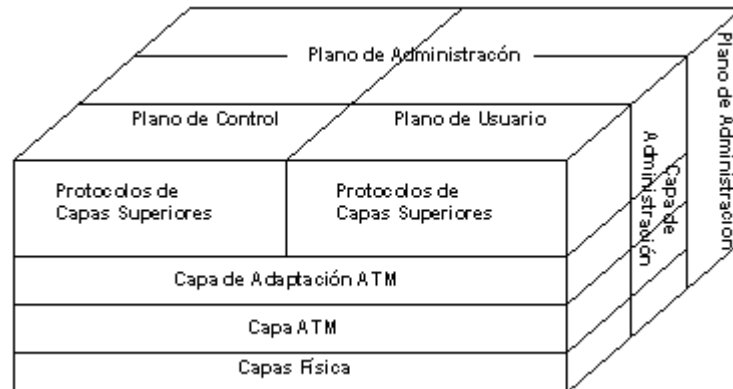 Plano de Administracón
Plano de Control
Plano de Usuario
Protocolos de
Capas Superiores
Protocolos de
Capas Superiores
Capa de Adaptación ATM
Capa ATM
Capas Física
Capa de
Administración
Plano de Administracion